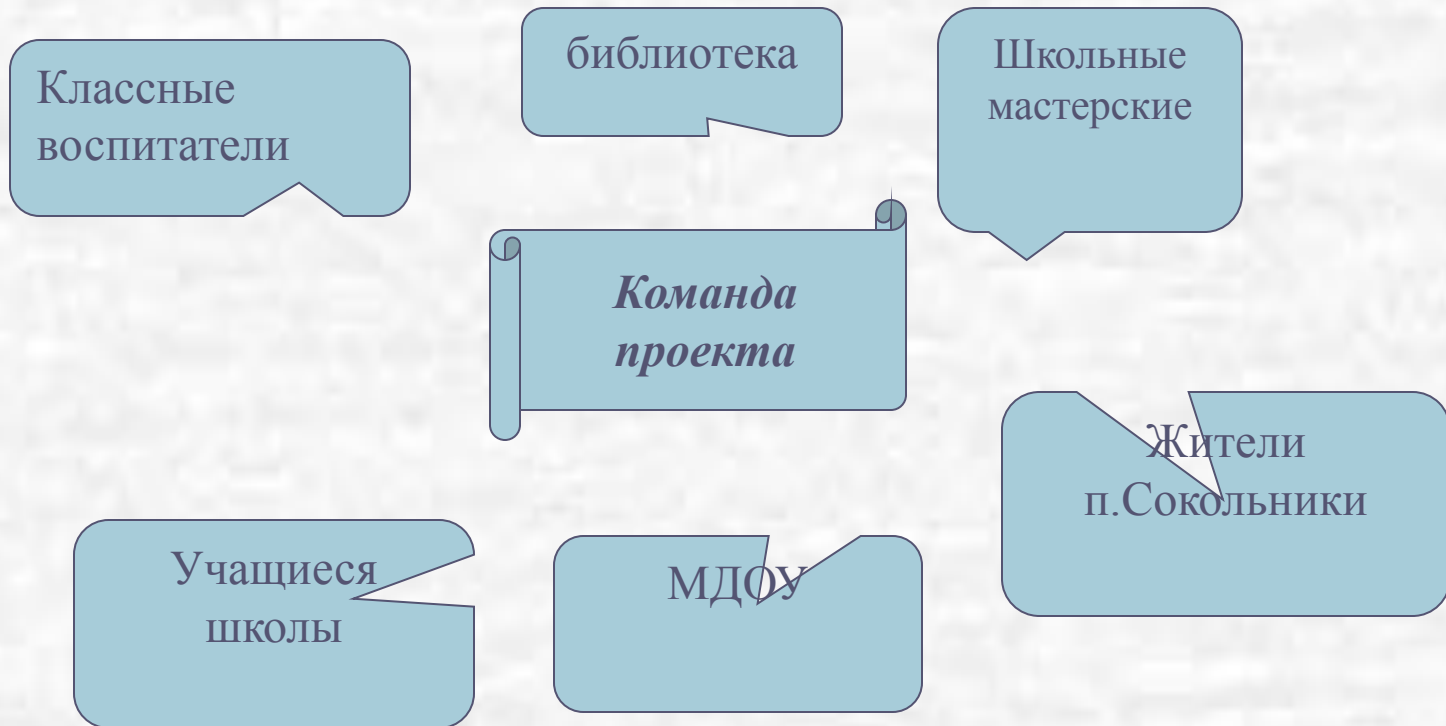 Классные
воспитатели
библиотека
Школьные
мастерские
Команда
проекта
Жители
п.Сокольники
Учащиеся
школы
МДОУ